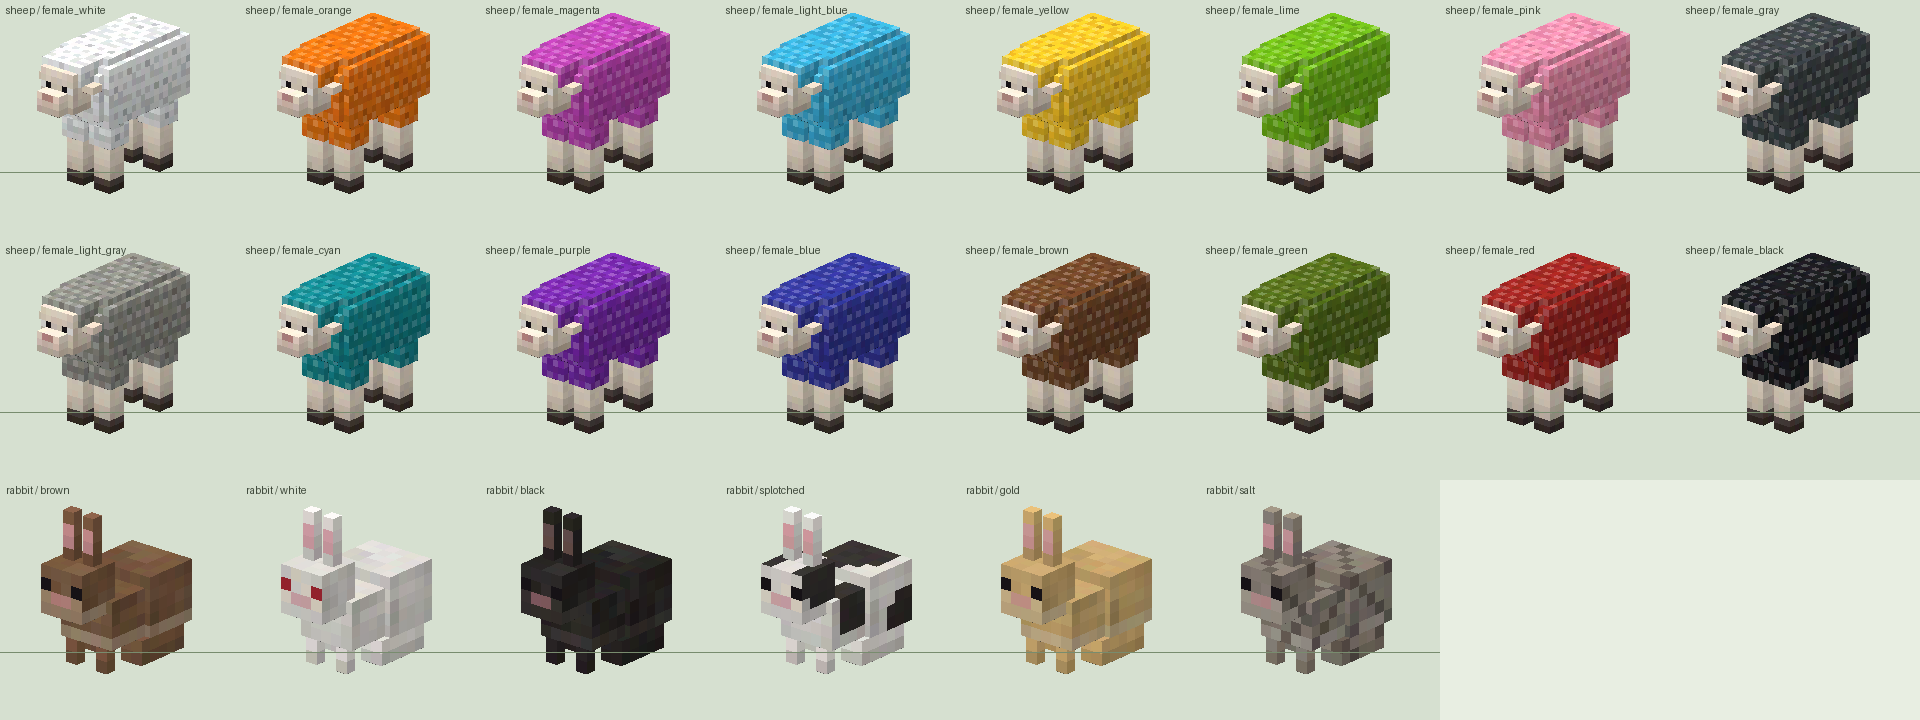 sheep/female_white
sheep/female_orange
sheep/female_magenta
sheep/female_light_blue
sheep/female_yellow
sheep/female_lime
sheep/female_pink
sheep/female_gray
sheep/female_light_gray
sheep/female_cyan
sheep/female_purple
sheep/female_blue
sheep/female_brown
sheep/female_green
sheep/female_red
sheep/female_black
rabbit/brown
rabbit/white
rabbit/black
rabbit/splotched
rabbit/gold
rabbit/salt